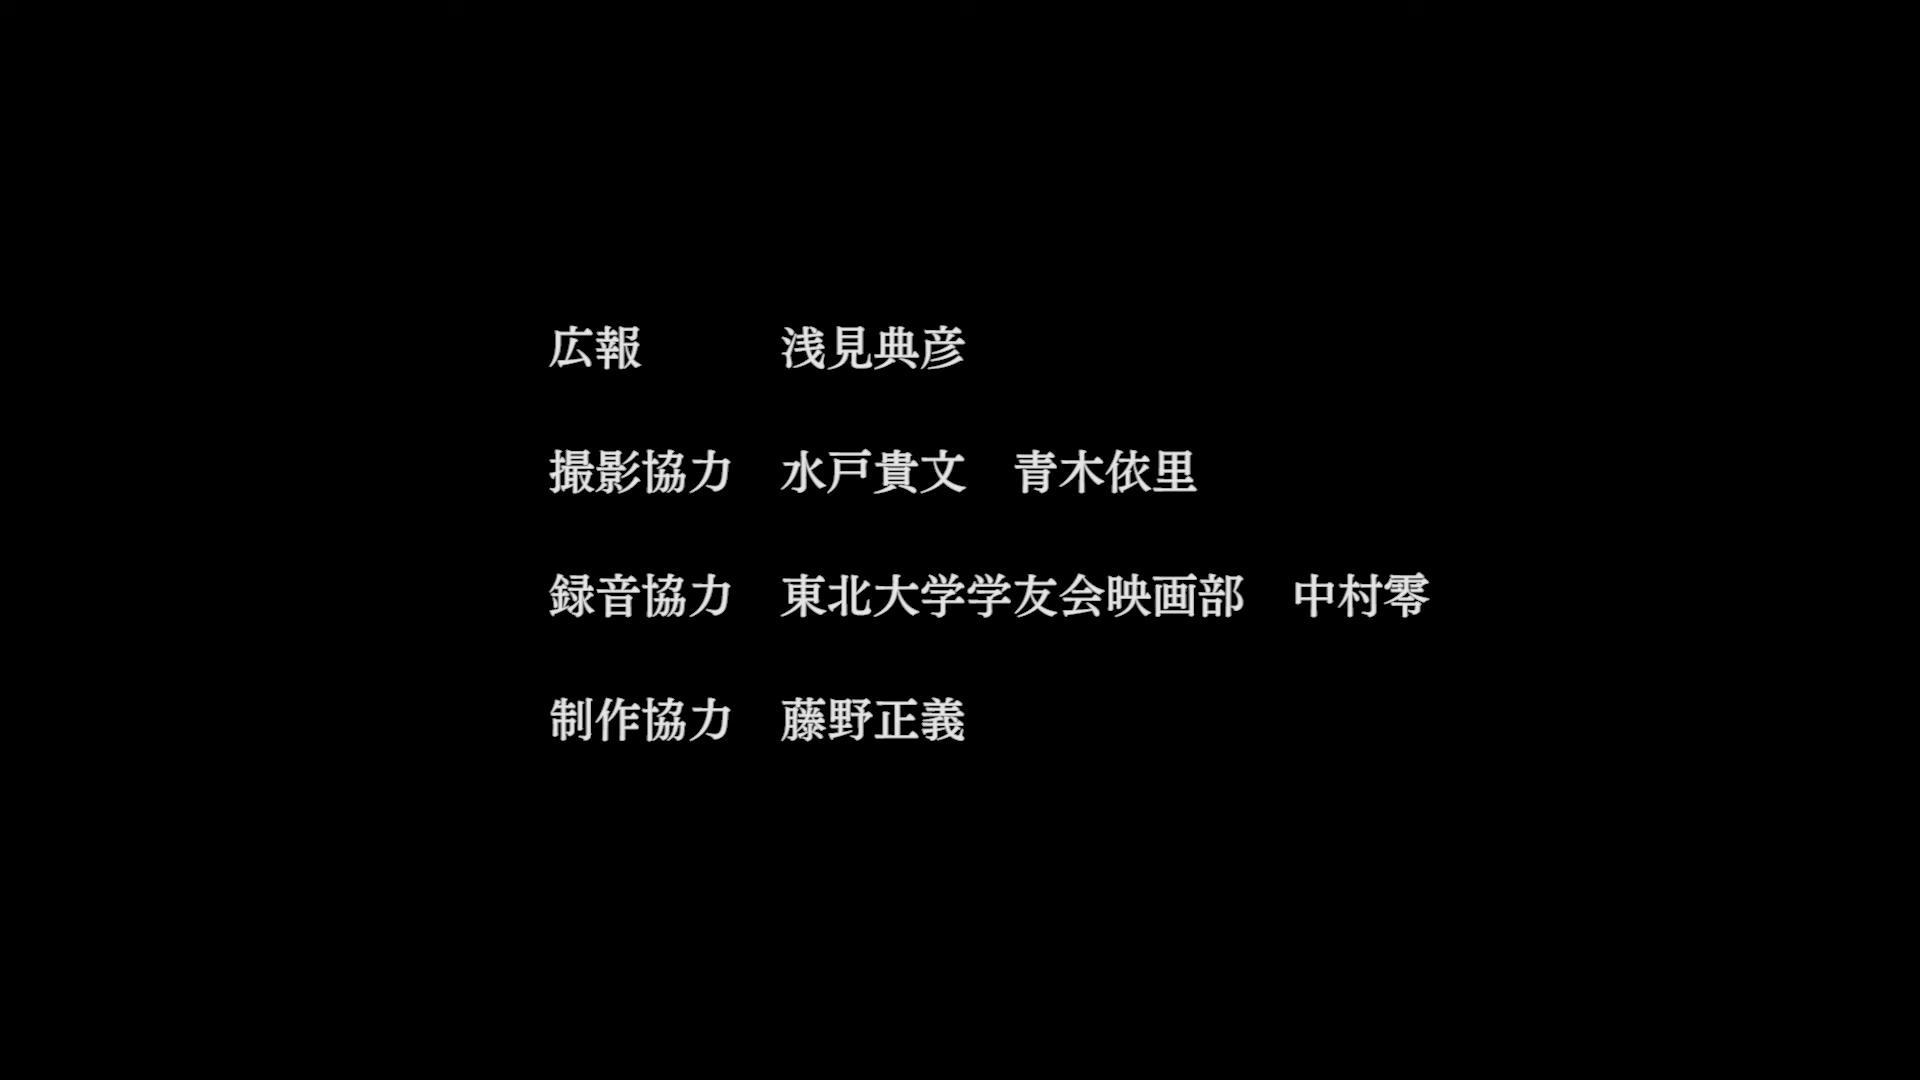 広報　　　浅見典彦
撮影協力　水戸貴文　青木依里
録音協力　東北大学学友会映画部　中村零
制作協力　藤野正義